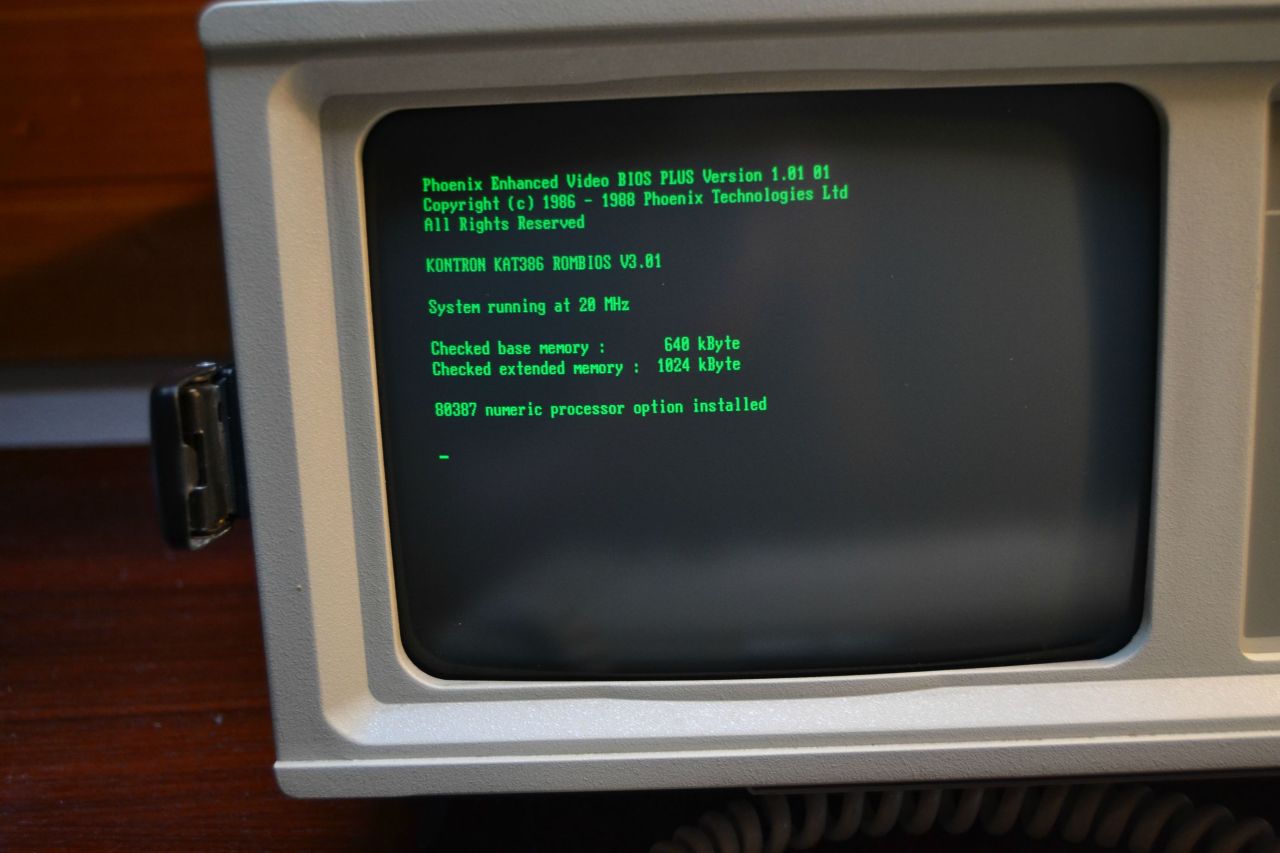 Phoenix Enhanced Video BIOS PLUS Version 1.01 01
Copyright (c) 1986 - 1988 Phoenix Technologies Ltd
All Rights Reserved
KONTRON KAT386 ROMBIOS V3.01
System running at 20 MHz
Checked base memory : 640 kByte
Checked extended memory : 1024 kByte
80387 numeric processor option installed